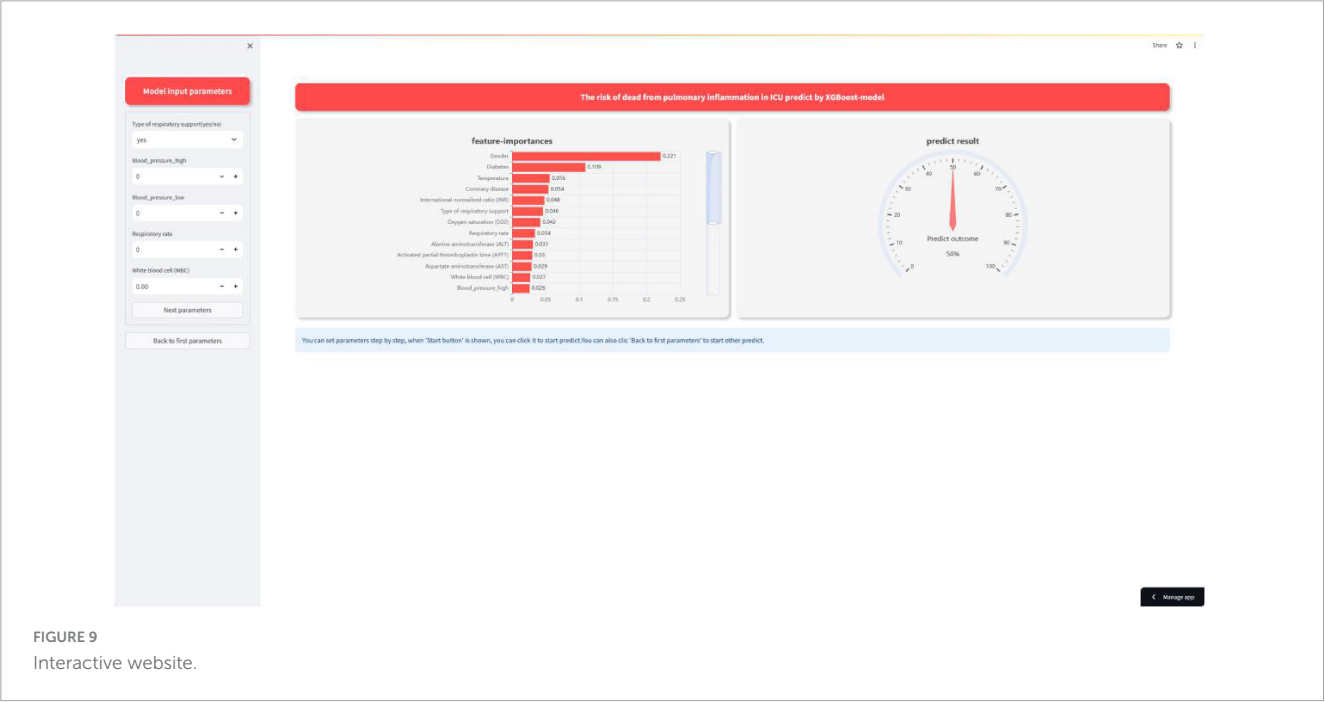 Share
Model input parameters
Type of respiratory support(yes/no)
yes
Blood_pressure_high
0 - +
Blood_pressure_low
0 - +
Respiratory rate
0 - +
White blood cell (WBC)
0.00 - +
Next parameters
Back to first parameters
The risk of dead from pulmonary inflammation in ICU predict by XGBoost-model
feature-importances
Gender 0.221
Diabetes 0.109
Temperature 0.056
Coronary disease 0.054
International normalized ratio (INR) 0.048
Type of respiratory support 0.046
Oxygen saturation (SO2) 0.042
Respiratory rate 0.034
Alanine aminotransferase (ALT) 0.031
Activated partial thromboplastin time (APTT) 0.03
Aspartate aminotransferase (AST) 0.029
White blood cell (WBC) 0.027
Blood_pressure_high 0.026
0 0.05 0.1 0.15 0.2 0.25
predict result
0 10 20 30 40 50 60 70 80 90 100
Predict outcome
50%
You can set parameters step by step, when 'Start button' is shown, you can click it to start predict.You can also clic 'Back to first parameters' to start other predict.
Manage app
FIGURE 9
Interactive website.